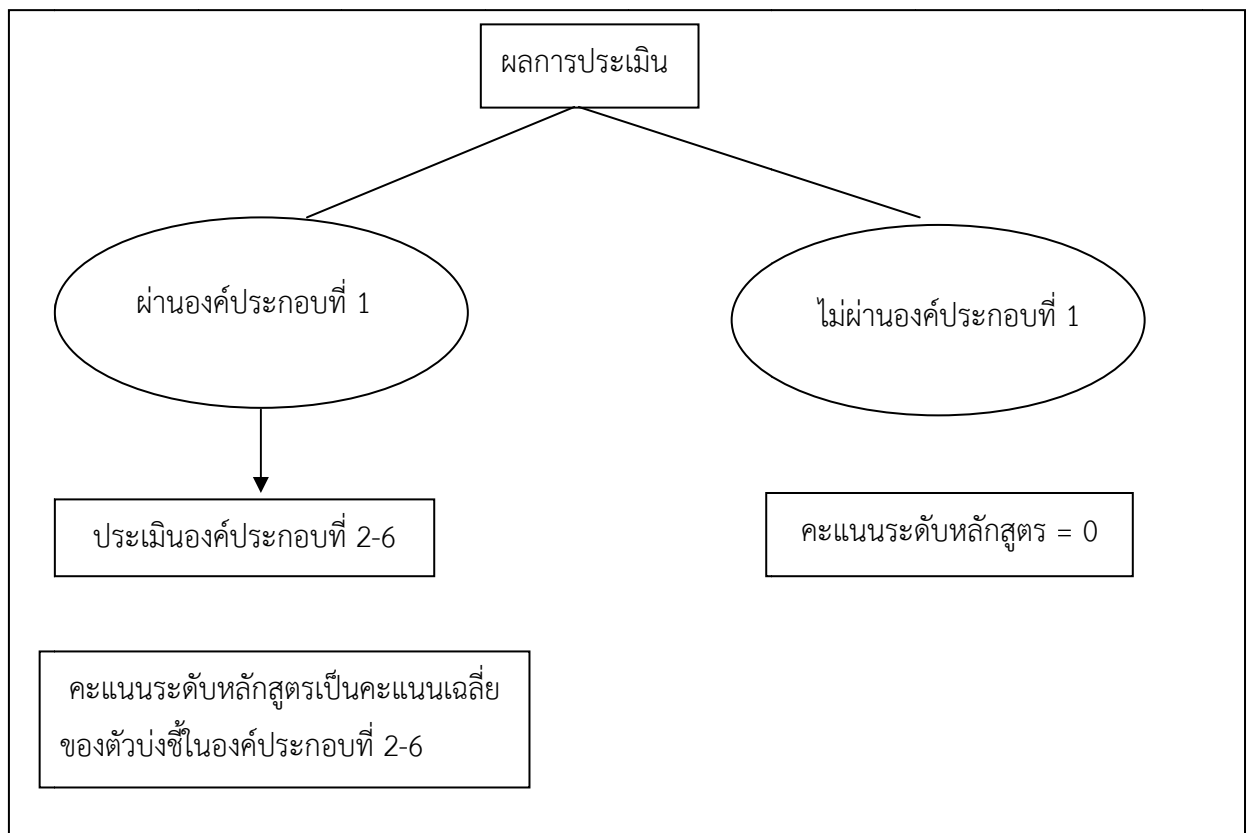 ผลการประเมิน
ผ่านองค์ประกอบที่ 1
ไม่ผ่านองค์ประกอบที่ 1
ประเมินองค์ประกอบที่ 2-6
คะแนนระดับหลักสูตร = 0
คะแนนระดับหลักสูตรเป็นคะแนนเฉลี่ย
ของตัวบ่งชี้ในองค์ประกอบที่ 2-6